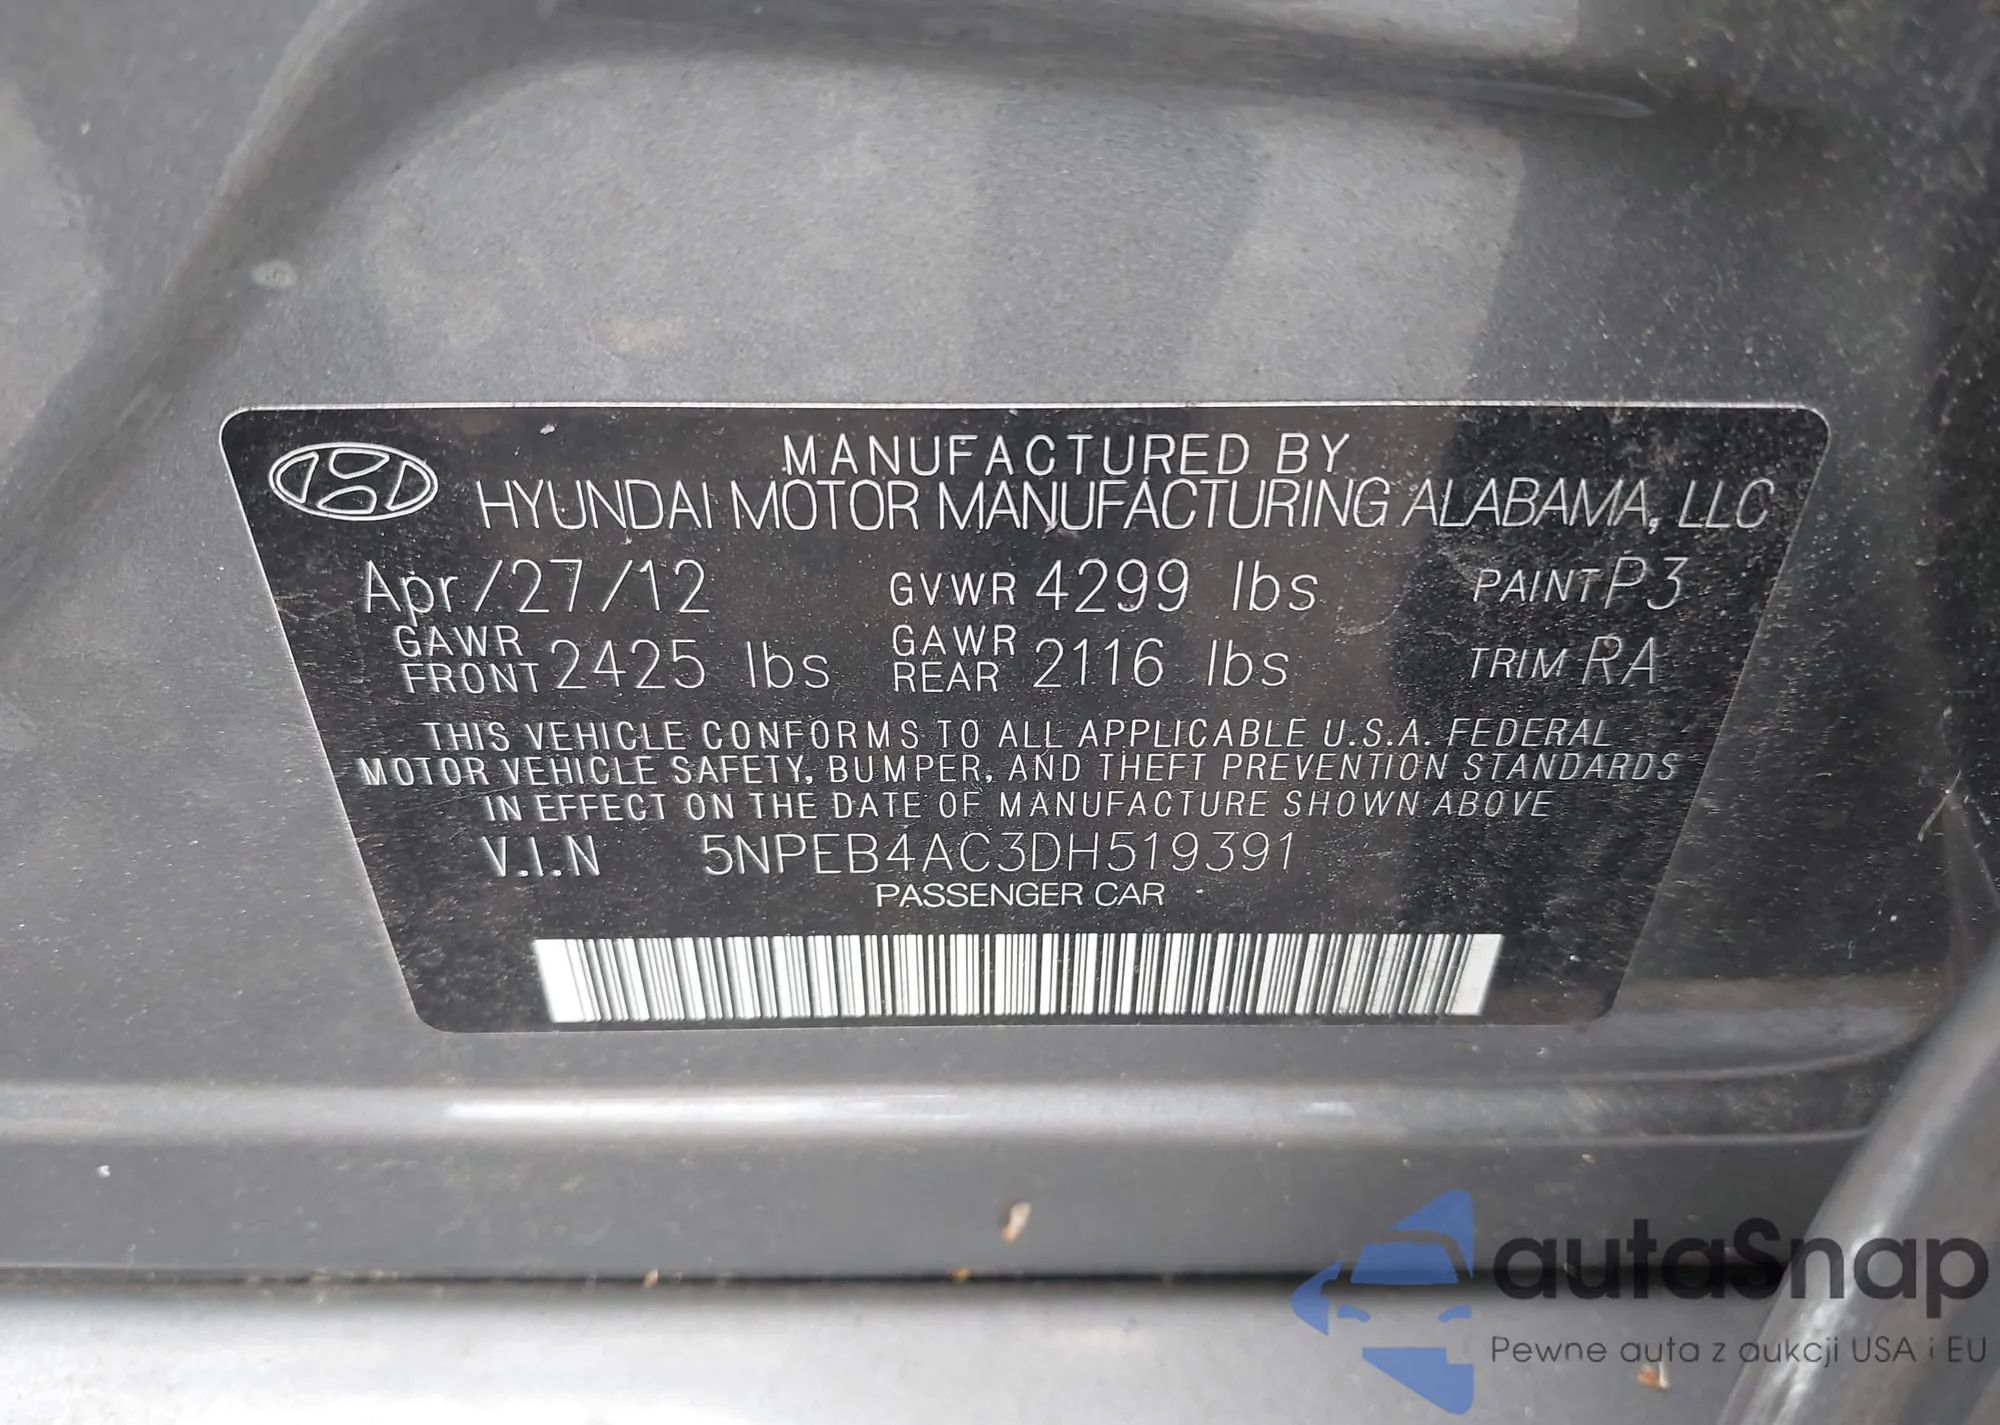 MANUFACTURED BY
HYUNDAI MOTOR MANUFACTURING ALABAMA, LLC
Apr/27/12 GVWR 4299 lbs PAINT P3
GAWR FRONT 2425 lbs GAWR REAR 2116 lbs TRIM RA
THIS VEHICLE CONFORMS TO ALL APPLICABLE U.S.A. FEDERAL
MOTOR VEHICLE SAFETY, BUMPER, AND THEFT PREVENTION STANDARDS
IN EFFECT ON THE DATE OF MANUFACTURE SHOWN ABOVE
V.I.N 5NPEB4AC3DH519391
PASSENGER CAR
autaSnap
Pewne auta z aukcji USA i EU